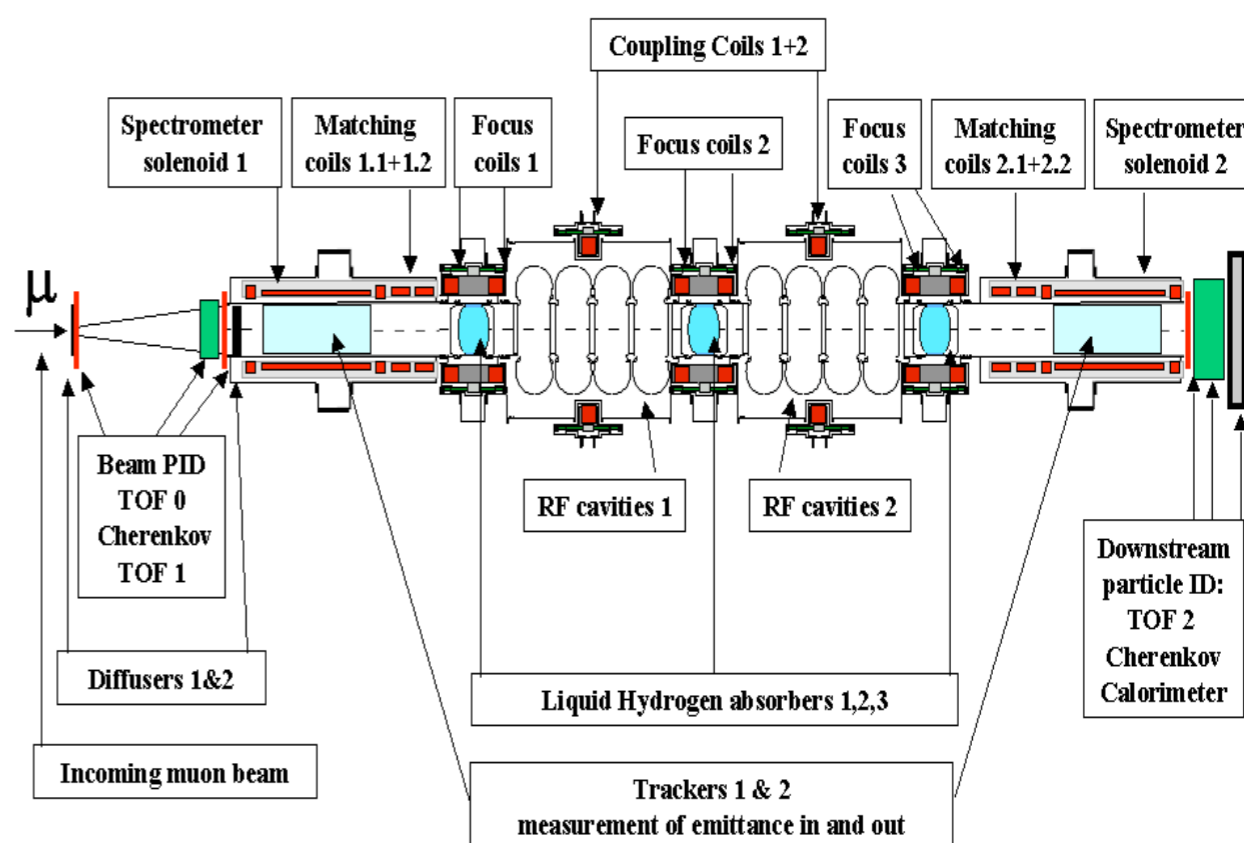 Coupling Coils 1+2
Spectrometer
solenoid 1
Matching
coils 1.1+1.2
Focus
coils 1
Focus coils 2
Focus
coils 3
Matching
coils 2.1+2.2
Spectrometer
solenoid 2
μ
Beam PID
TOF 0
Cherenkov
TOF 1
RF cavities 1
RF cavities 2
Downstream
particle ID:
TOF 2
Cherenkov
Calorimeter
Diffusers 1&2
Liquid Hydrogen absorbers 1,2,3
Incoming muon beam
Trackers 1 & 2
measurement of emittance in and out